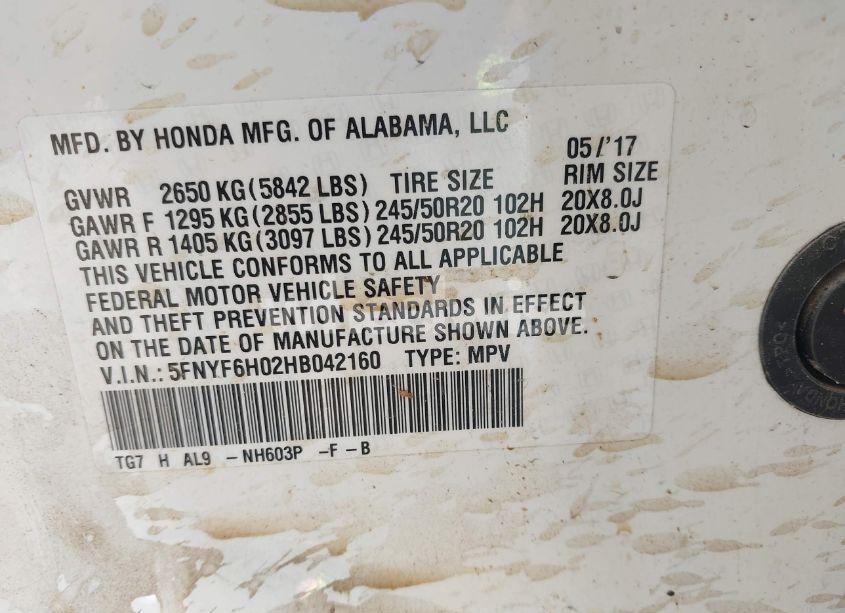 MFD. BY HONDA MFG. OF ALABAMA, LLC
05/'17
GVWR 2650 KG(5842 LBS) TIRE SIZE RIM SIZE
GAWR F 1295 KG(2855 LBS) 245/50R20 102H 20X8.0J
GAWR R 1405 KG(3097 LBS) 245/50R20 102H 20X8.0J
THIS VEHICLE CONFORMS TO ALL APPLICABLE
FEDERAL MOTOR VEHICLE SAFETY
AND THEFT PREVENTION STANDARDS IN EFFECT
ON THE DATE OF MANUFACTURE SHOWN ABOVE.
V.I.N.: 5FNYF6H02HB042160 TYPE: MPV
TG7 H AL9 -NH603P -F -B
HONDA